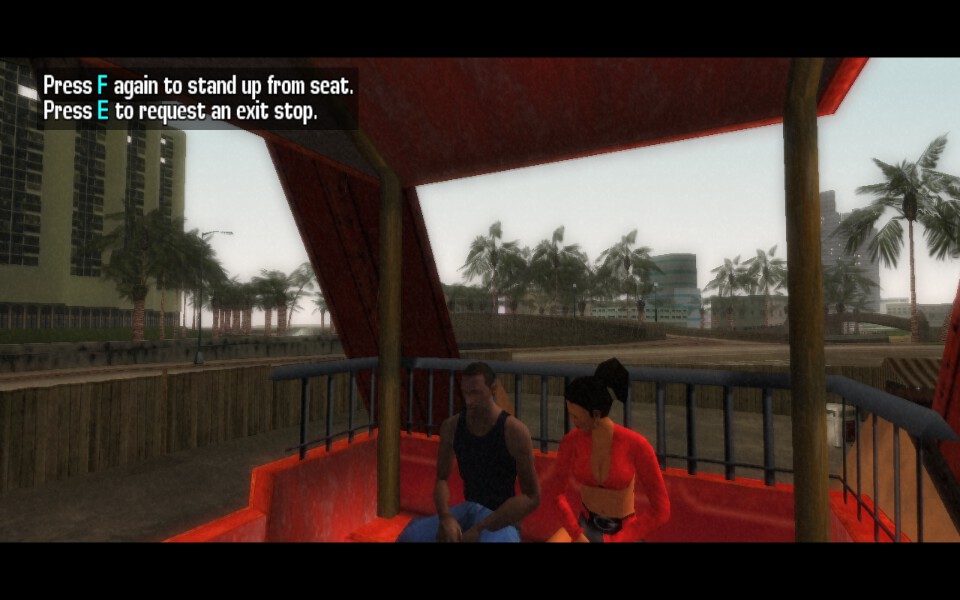 Press F again to stand up from seat.
Press E to request an exit stop.